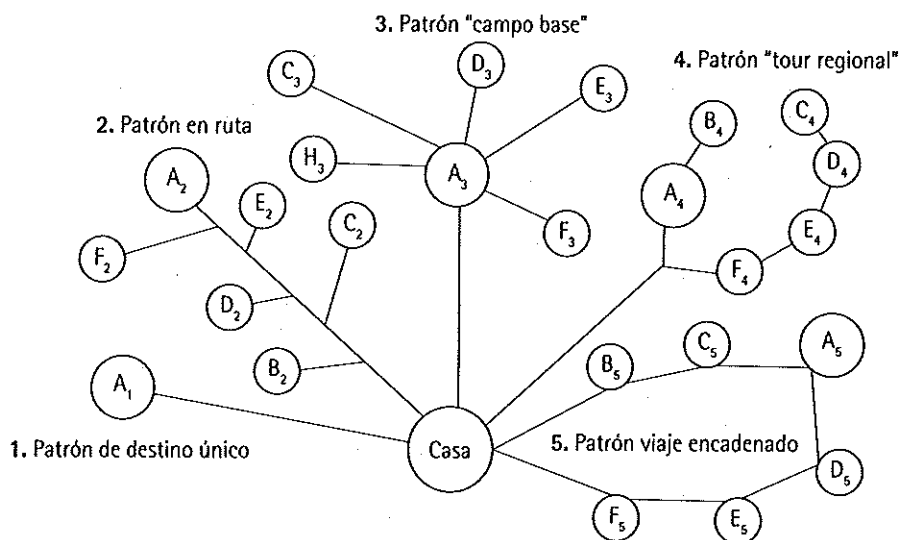 3. Patrón "campo base"
4. Patrón "tour regional"
2. Patrón en ruta
C₃
D₃
E₃
H₃
A₃
F₃
B₄
C₄
A₄
D₄
E₄
F₄
A₂
E₂
C₂
F₂
D₂
B₂
A₁
1. Patrón de destino único
Casa
B₅
C₅
A₅
5. Patrón viaje encadenado
D₅
F₅
E₅